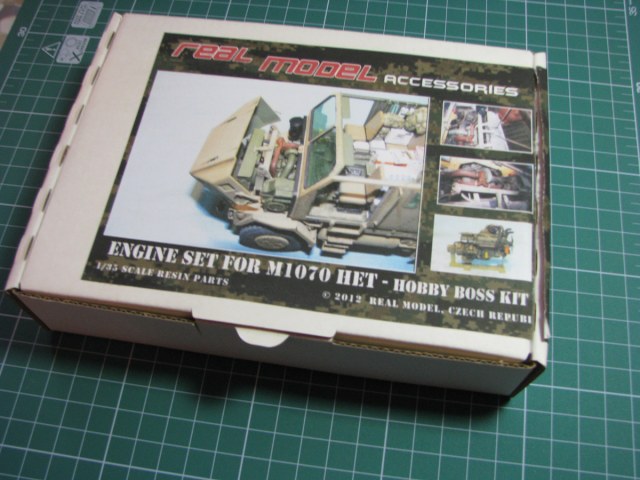 REAL MODEL ACCESSORIES
ENGINE SET FOR M1070 HET - HOBBY BOSS KIT
1/35 SCALE RESIN PARTS
© 2012 REAL MODEL, CZECH REPUBI